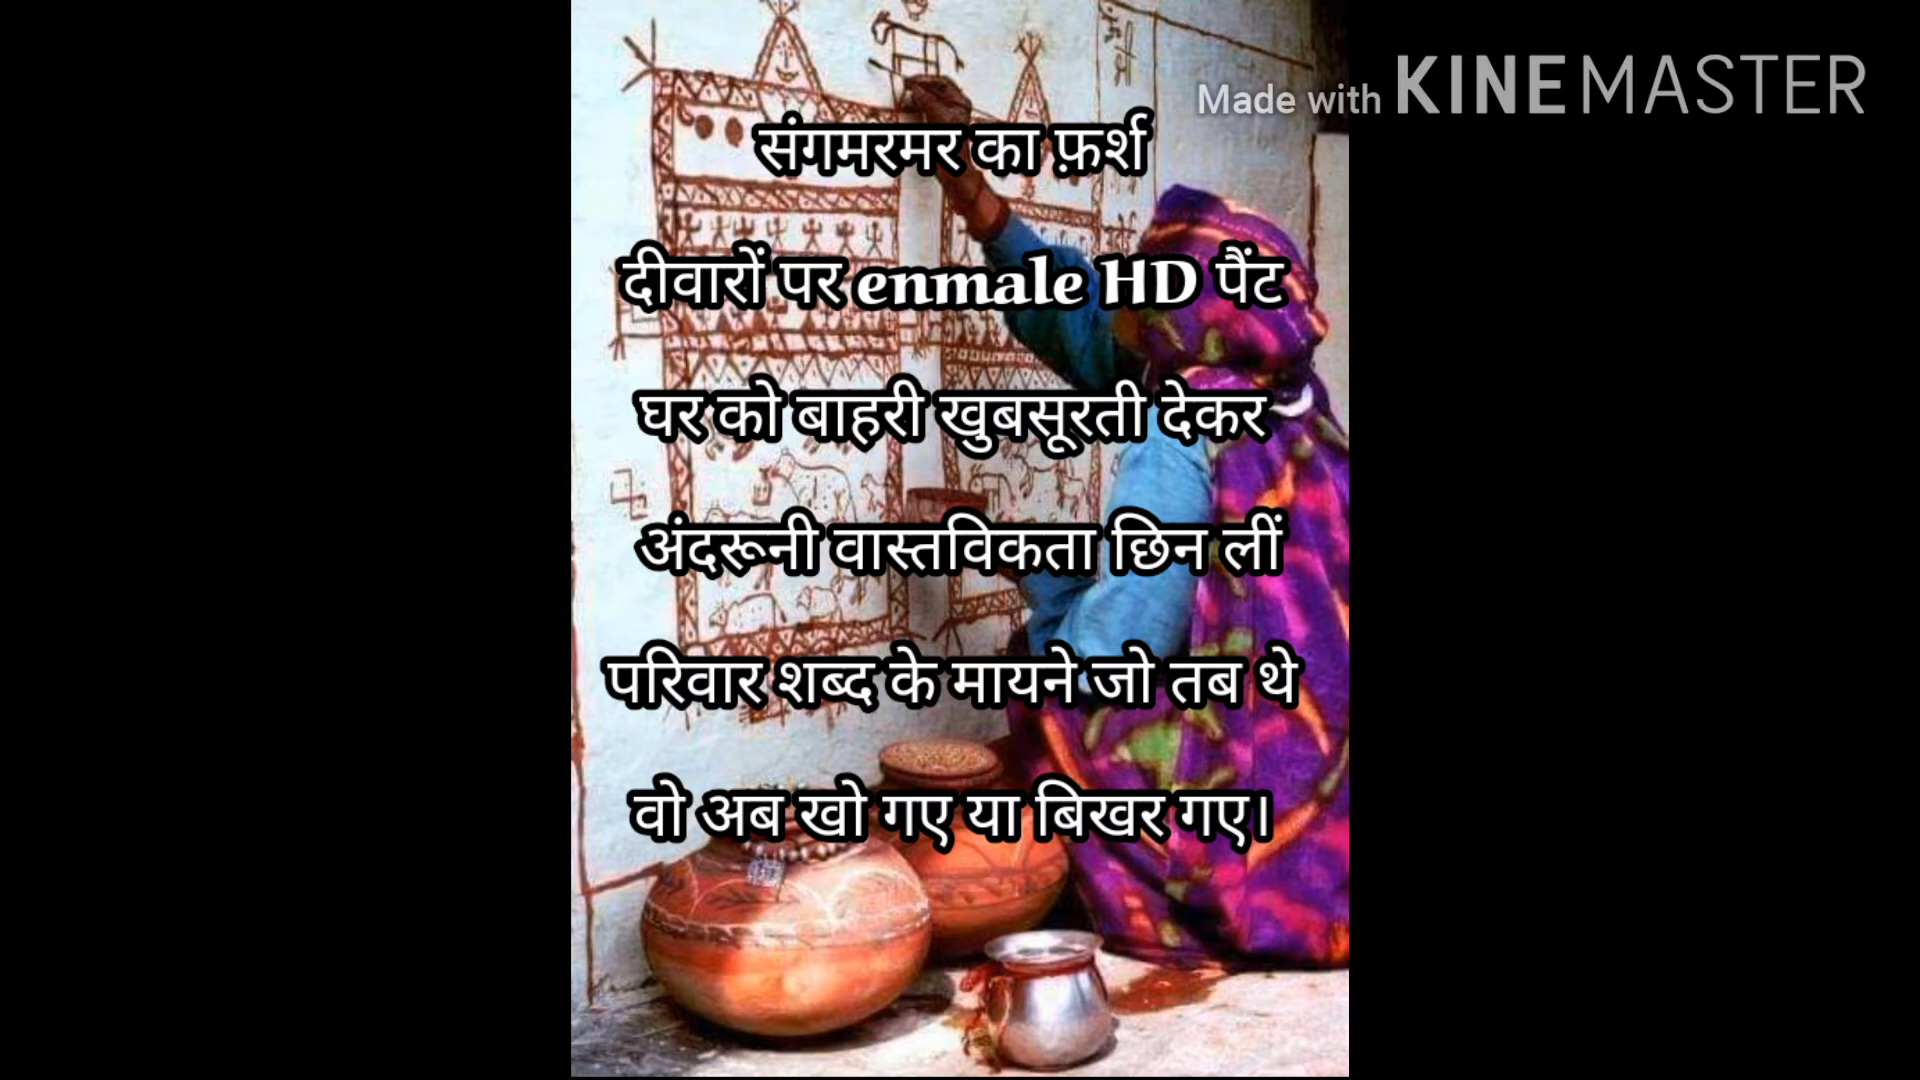 Made with KINEMASTER
संगमरमर का फ़र्श
दीवारों पर enmale HD पैंट
घर को बाहरी खुबसूरती देकर
अंदरूनी वास्तविकता छिन लीं
परिवार शब्द के मायने जो तब थे
वो अब खो गए या बिखर गए।